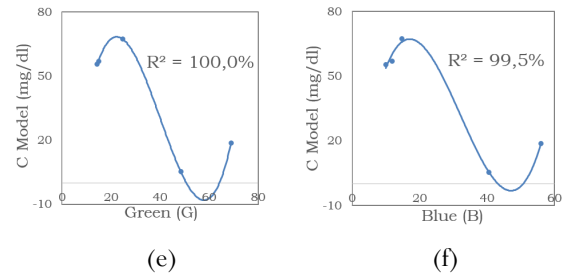 C Model (mg/dl)
90
50
20
-10
R² = 100,0%
0 20 40 60 80
Green (G)
(e)
C Model (mg/dl)
80
50
20
-10
R² = 99,5%
0 20 40 60
Blue (B)
(f)